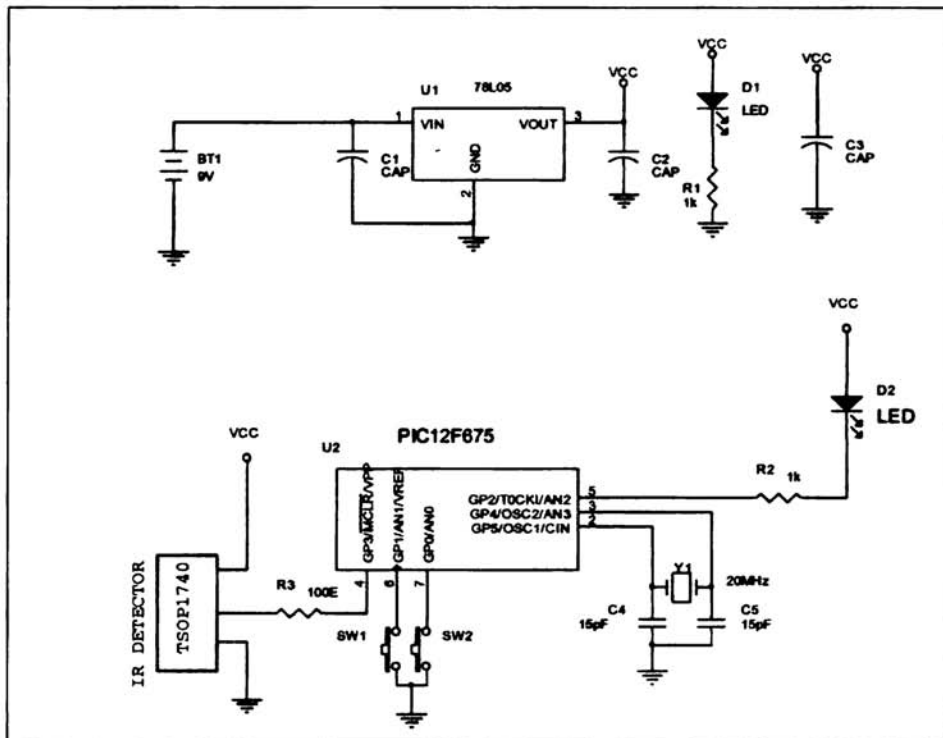 VCC
VCC
VCC
U1
78L05
D1
LED
1
VIN
VOUT
3
BT1
9V
C1
CAP
GND
2
C2
CAP
R1
1k
C3
CAP
VCC
D2
LED
VCC
U2
PIC12F675
R2
1k
GP3/MCLR/VPP
GP1/AN1/VREF
GP0/AN0
GP2/T0CKI/AN2
GP4/OSC2/AN3
GP5/OSC1/CIN
5
3
2
IR DETECTOR
TSOP1740
R3
100E
4
6
7
Y1
20MHz
C4
15pF
C5
15pF
SW1
SW2